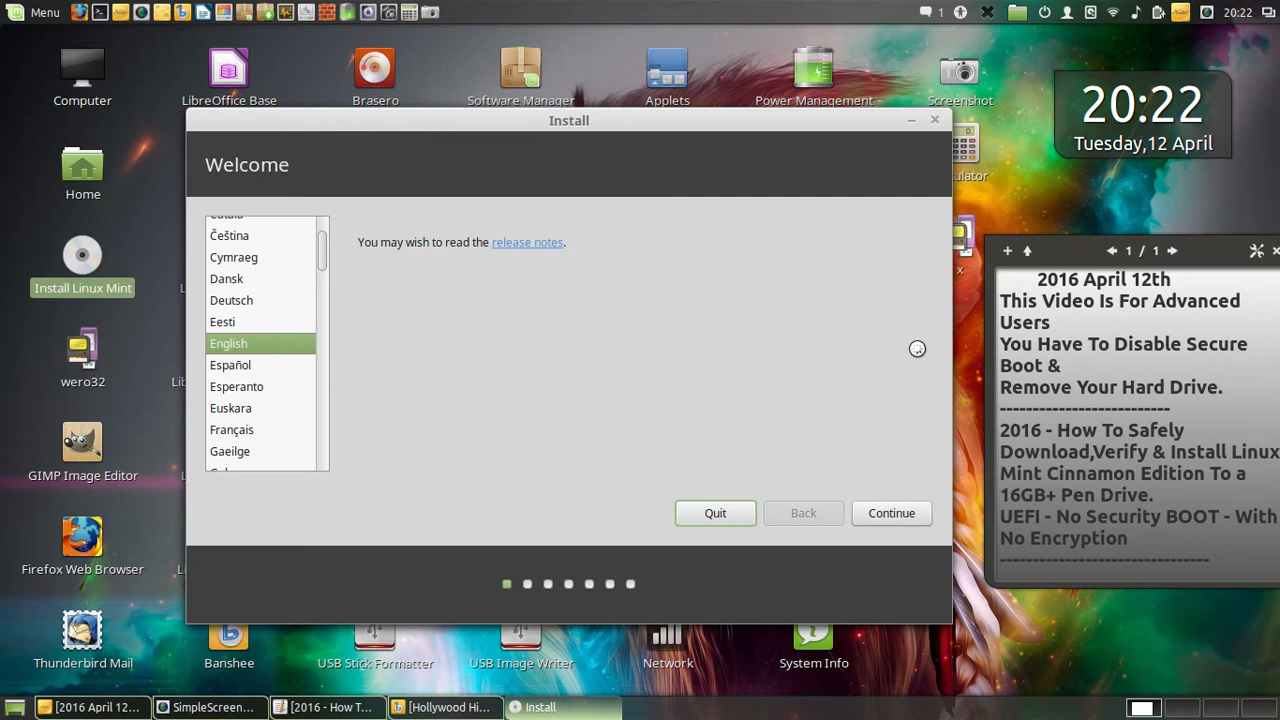 Menu
1
20:22
Computer
LibreOffice Base
Brasero
Software Manager
Applets
Power Management
Screenshot
20:22
Tuesday,12 April
Home
Install Linux Mint
wero32
GIMP Image Editor
Firefox Web Browser
Thunderbird Mail
Banshee
USB Stick Formatter
USB Image Writer
Network
System Info
x
Install
Welcome
Čeština
Cymraeg
Dansk
Deutsch
Eesti
English
Español
Esperanto
Euskara
Français
Gaeilge
You may wish to read the release notes.
Quit
Back
Continue
1 / 1
2016 April 12th
This Video Is For Advanced
Users
You Have To Disable Secure
Boot &
Remove Your Hard Drive.
--------------------------
2016 - How To Safely
Download,Verify & Install Linux
Mint Cinnamon Edition To a
16GB+ Pen Drive.
UEFI - No Security BOOT - With
No Encryption
--------------------------------
[2016 April 12...
SimpleScreen...
[2016 - How T...
[Hollywood Hi...
Install